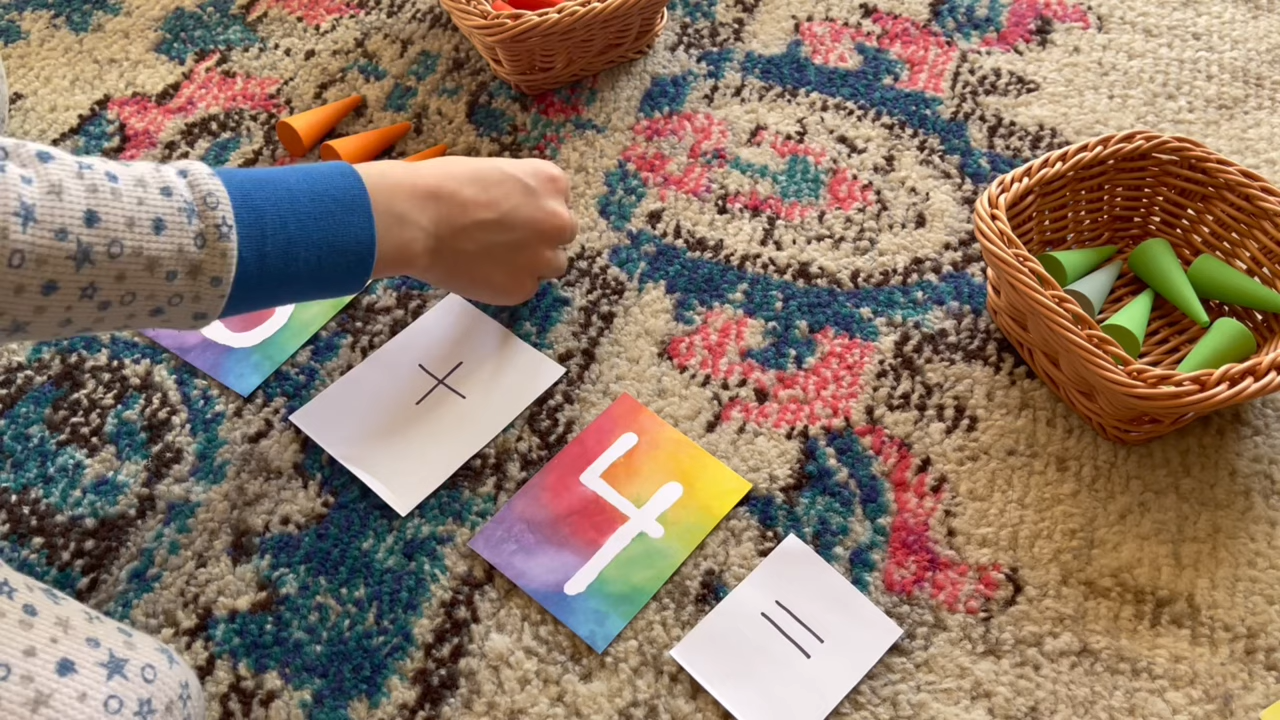 +
4
=